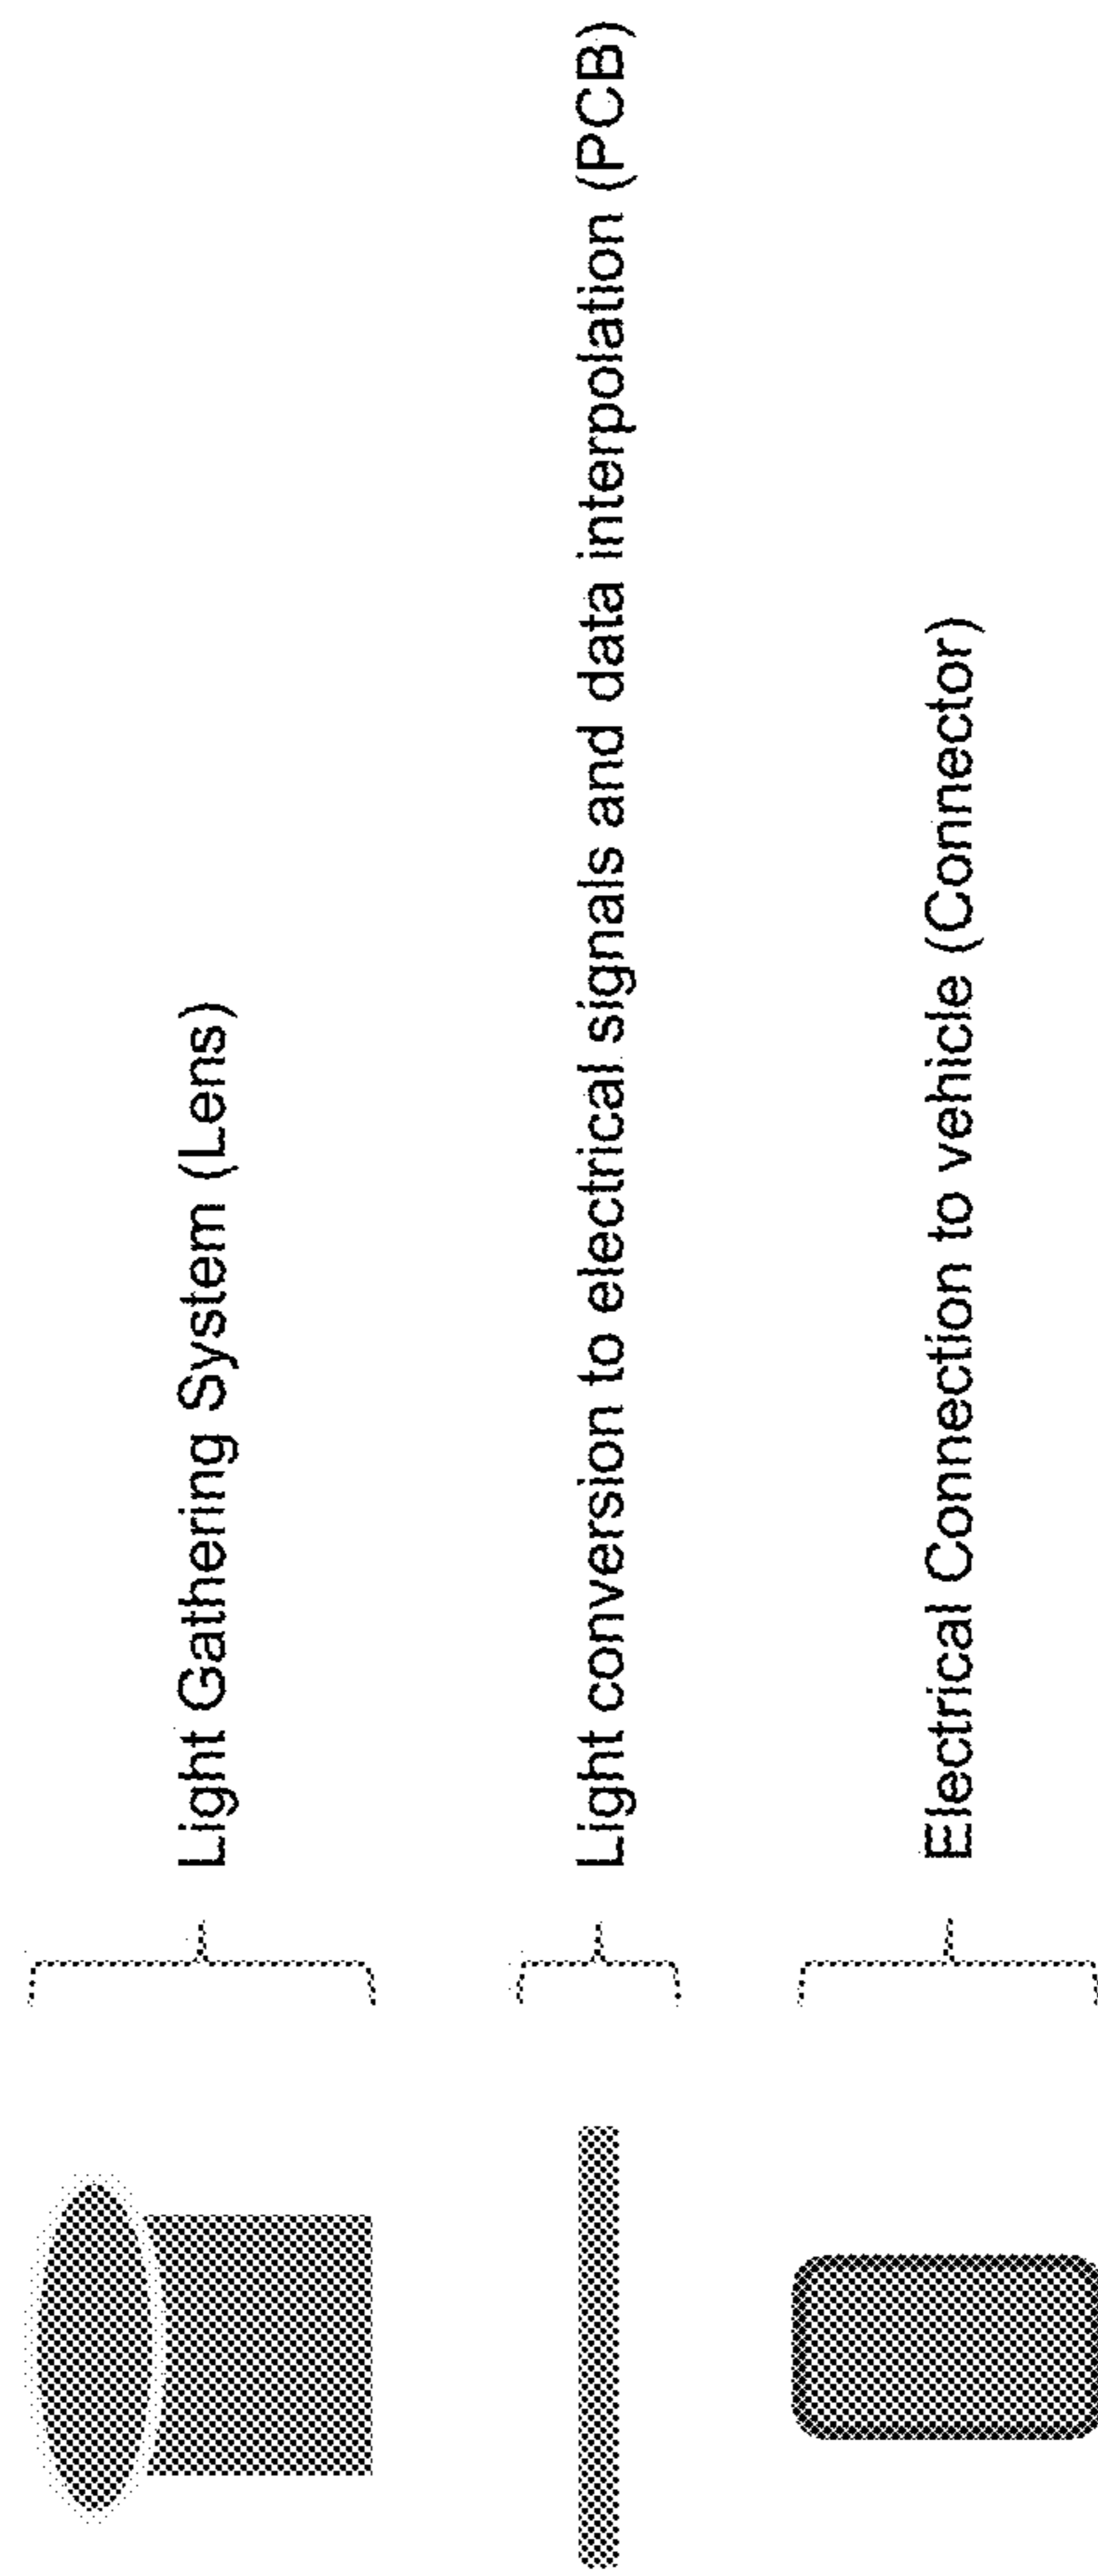 Light Gathering System (Lens)
Light conversion to electrical signals and data interpolation (PCB)
Electrical Connection to vehicle (Connector)